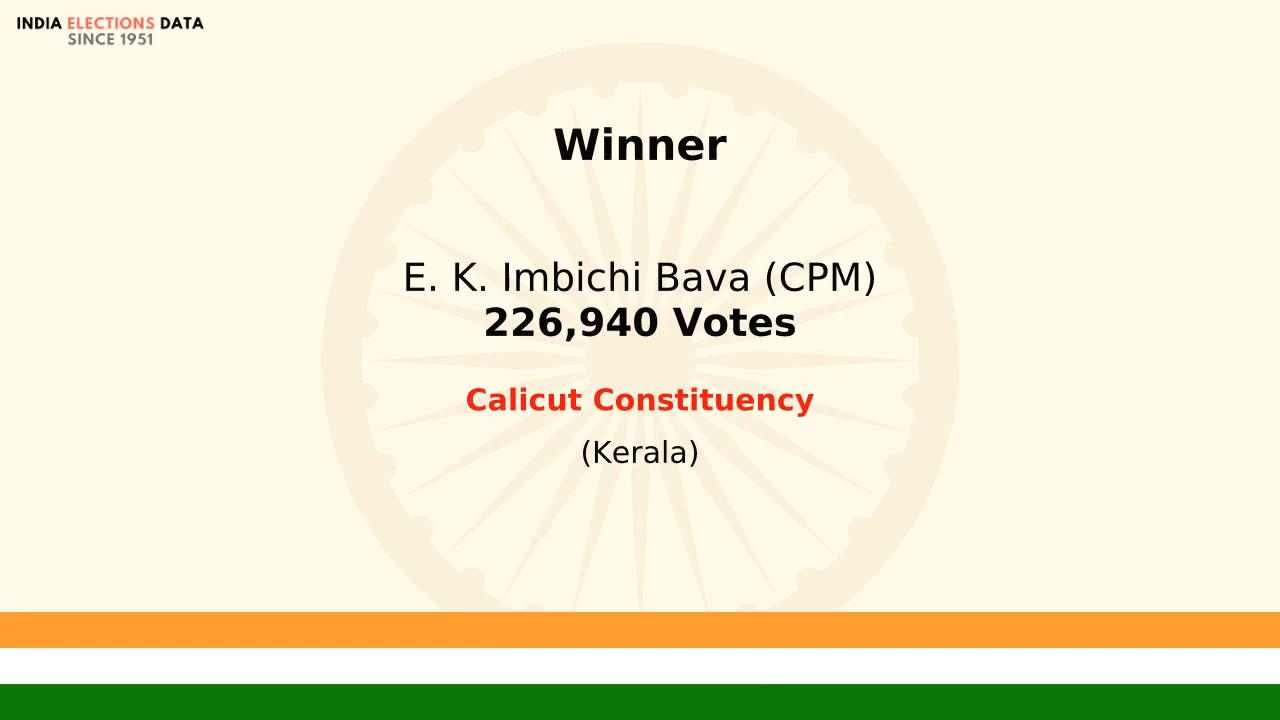 INDIA ELECTIONS DATA
SINCE 1951
Winner
E. K. Imbichi Bava (CPM)
226,940 Votes
Calicut Constituency
(Kerala)